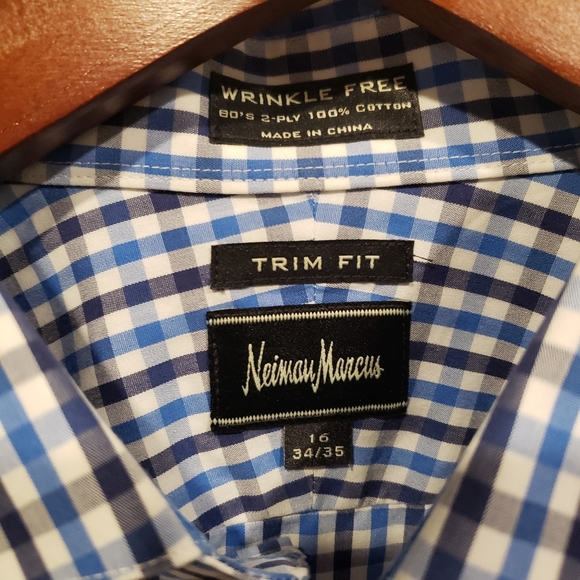 WRINKLE FREE
80'S 2-PLY 100% COTTON
MADE IN CHINA
TRIM FIT
Neiman Marcus
16
34/35